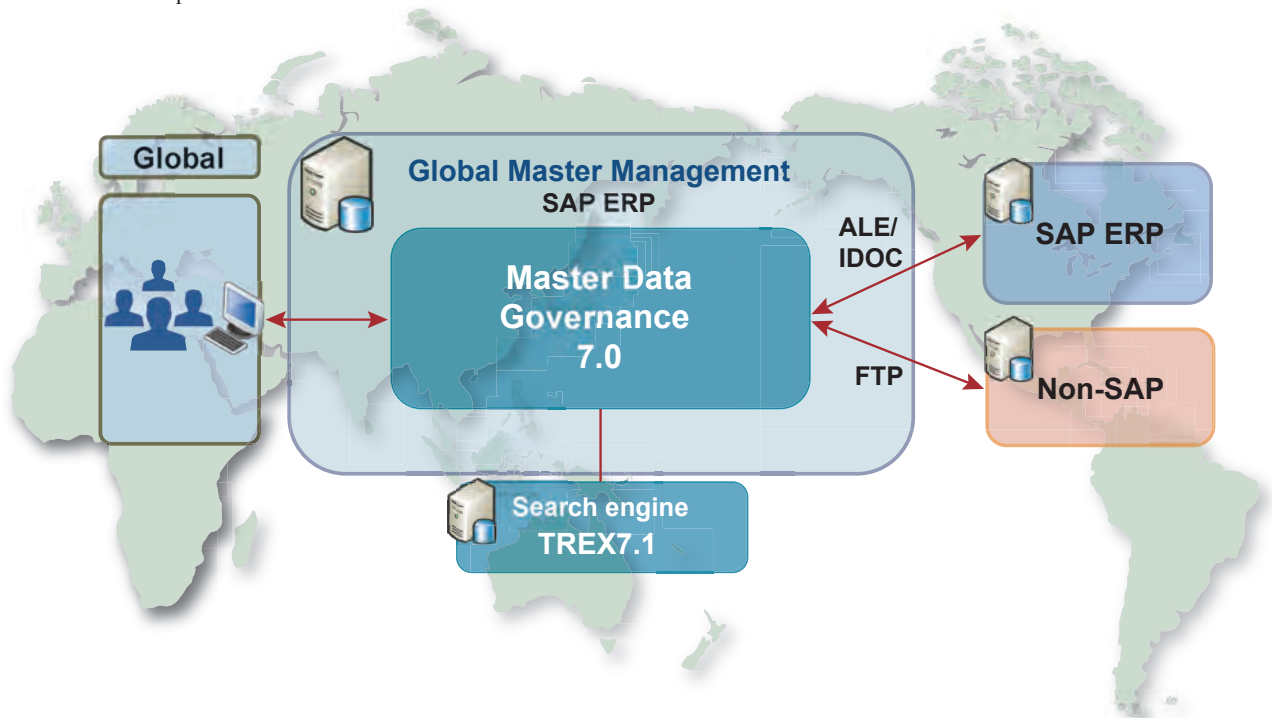 Global
Global Master Management
SAP ERP
Master Data
Governance
7.0
ALE/
IDOC
FTP
SAP ERP
Non-SAP
Search engine
TREX7.1